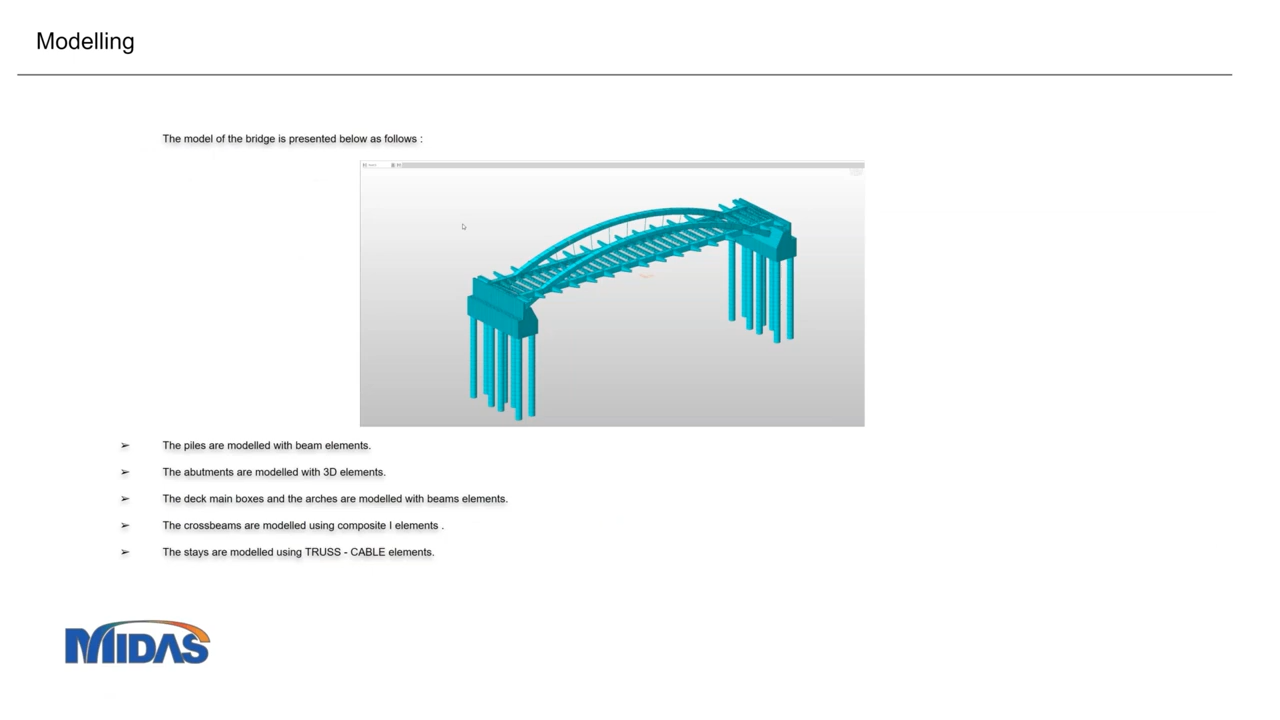 Modelling
The model of the bridge is presented below as follows :
➢ The piles are modelled with beam elements.
➢ The abutments are modelled with 3D elements.
➢ The deck main boxes and the arches are modelled with beams elements.
➢ The crossbeams are modelled using composite I elements .
➢ The stays are modelled using TRUSS - CABLE elements.
MIDAS